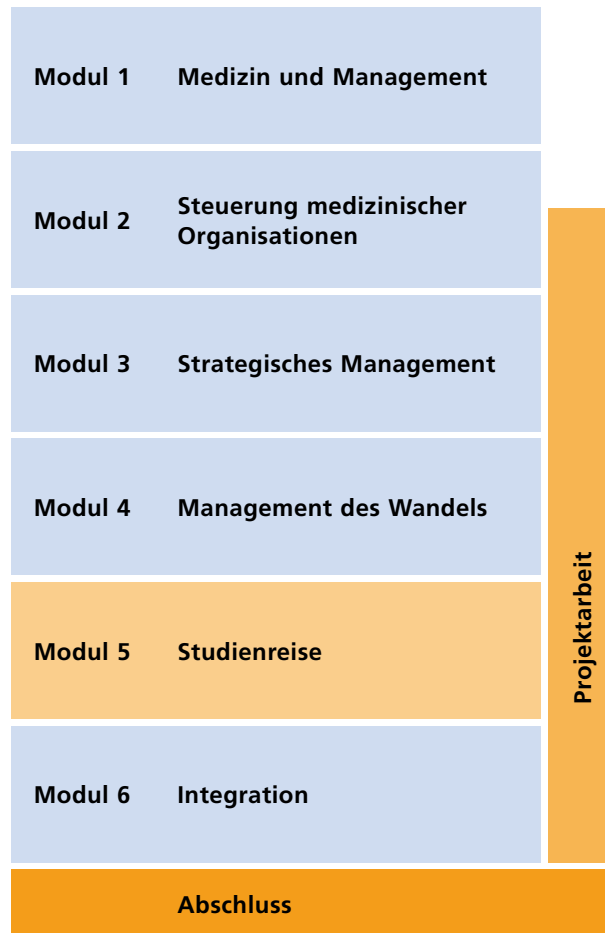 Modul 1 Medizin und Management
Modul 2 Steuerung medizinischer
Organisationen
Modul 3 Strategisches Management
Modul 4 Management des Wandels
Modul 5 Studienreise
Modul 6 Integration
Projektarbeit
Abschluss